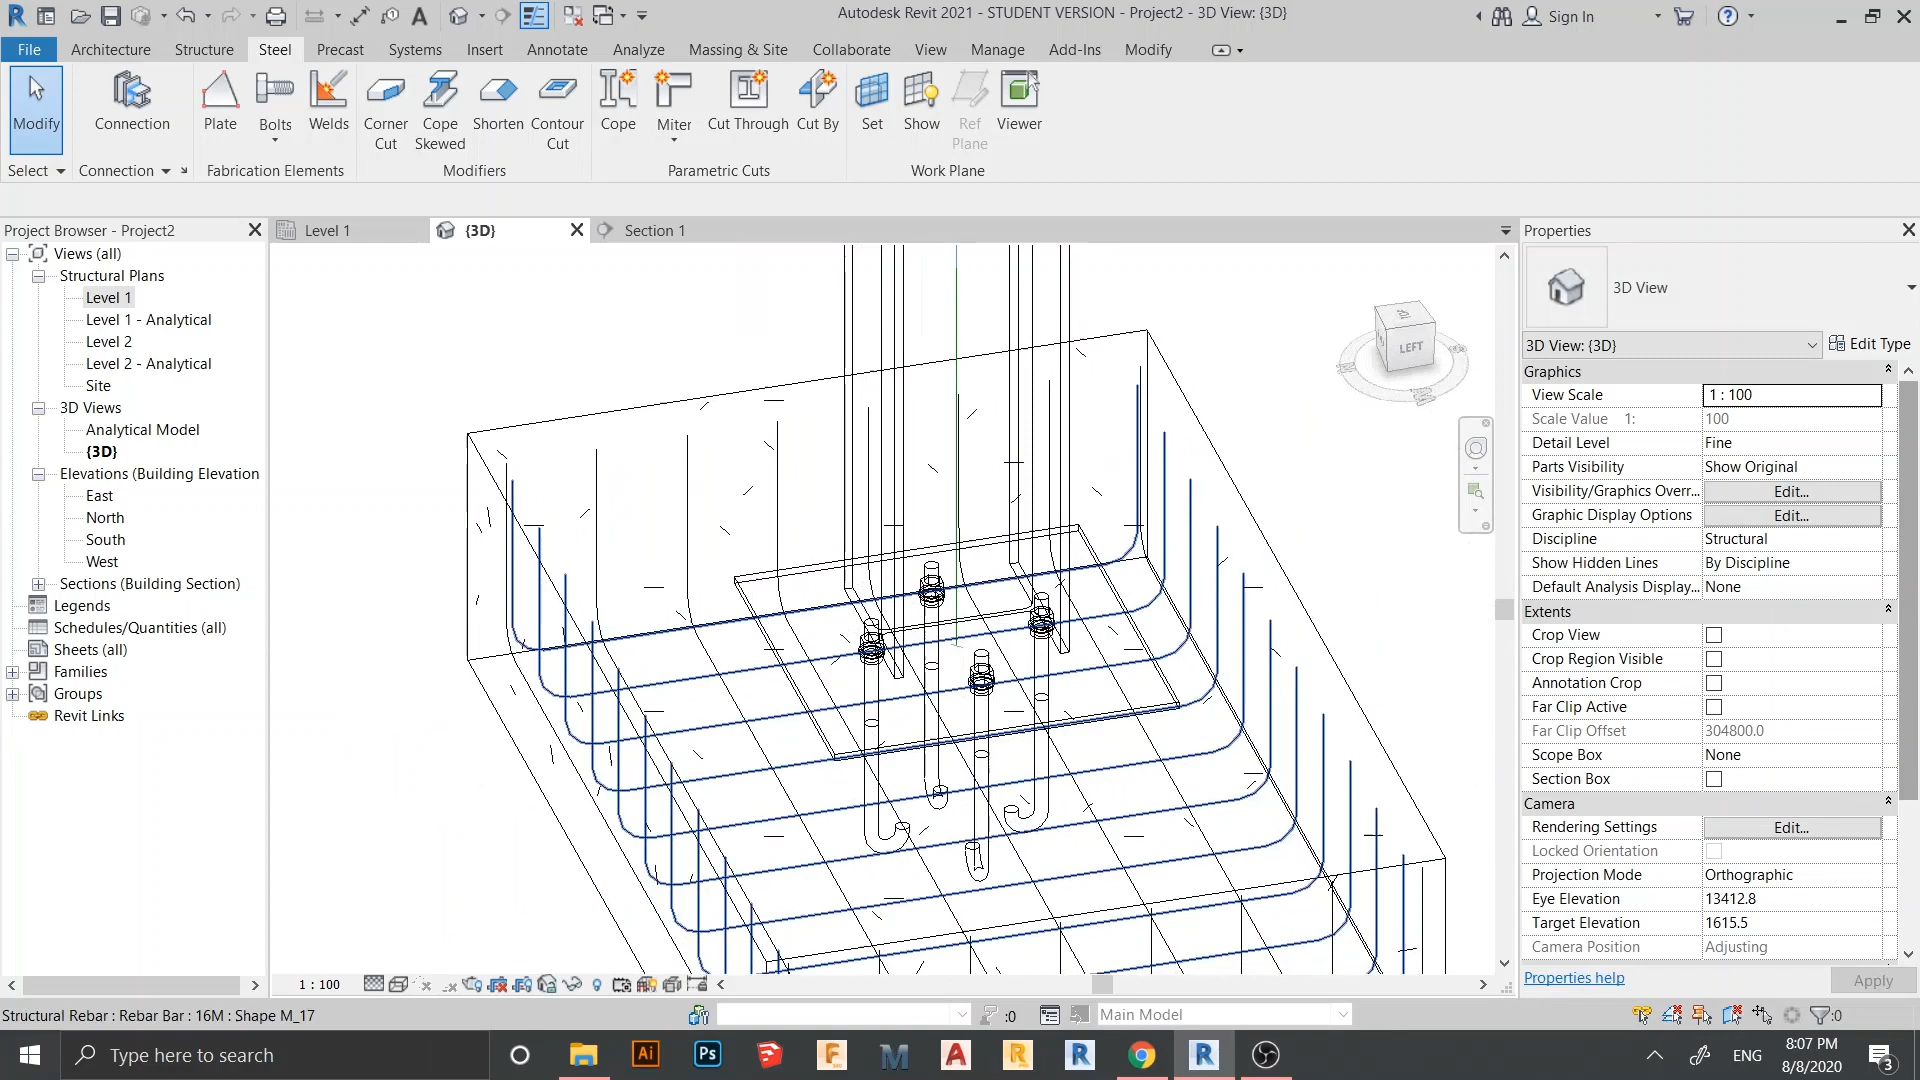 Autodesk Revit 2021 - STUDENT VERSION - Project2 - 3D View: {3D}
Sign In
File Architecture Structure Steel Precast Systems Insert Annotate Analyze Massing & Site Collaborate View Manage Add-Ins Modify
Modify
Connection
Plate
Bolts
Welds
Corner Cut
Cope Skewed
Shorten
Contour Cut
Cope
Miter
Cut Through
Cut By
Set
Show
Ref Plane
Viewer
Select
Connection
Fabrication Elements
Modifiers
Parametric Cuts
Work Plane
Project Browser - Project2
Views (all)
Structural Plans
Level 1
Level 1 - Analytical
Level 2
Level 2 - Analytical
Site
3D Views
Analytical Model
{3D}
Elevations (Building Elevation
East
North
South
West
Sections (Building Section)
Legends
Schedules/Quantities (all)
Sheets (all)
Families
Groups
Revit Links
Level 1
{3D}
Section 1
LEFT
Properties
3D View
3D View: {3D}
Edit Type
Graphics
View Scale 1 : 100
Scale Value 1: 100
Detail Level Fine
Parts Visibility Show Original
Visibility/Graphics Overr... Edit...
Graphic Display Options Edit...
Discipline Structural
Show Hidden Lines By Discipline
Default Analysis Display... None
Extents
Crop View
Crop Region Visible
Annotation Crop
Far Clip Active
Far Clip Offset 304800.0
Scope Box None
Section Box
Camera
Rendering Settings Edit...
Locked Orientation
Projection Mode Orthographic
Eye Elevation 13412.8
Target Elevation 1615.5
Camera Position Adjusting
Properties help
Apply
1 : 100
Structural Rebar : Rebar Bar : 16M : Shape M_17
:0
Main Model
:0
Type here to search
Ai
Ps
ENG
8:07 PM
8/8/2020
3